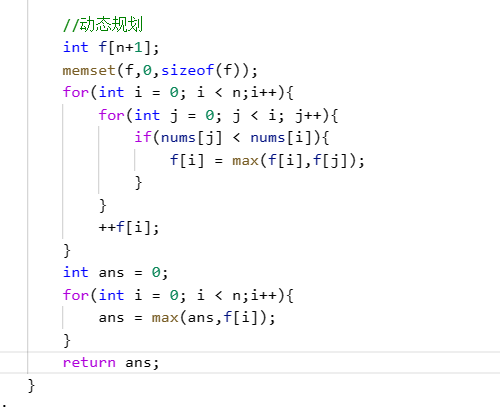 //动态规划
int f[n+1];
memset(f,0,sizeof(f));
for(int i = 0; i < n;i++){
for(int j = 0; j < i; j++){
if(nums[j] < nums[i]){
f[i] = max(f[i],f[j]);
}
}
++f[i];
}
int ans = 0;
for(int i = 0; i < n;i++){
ans = max(ans,f[i]);
}
return ans;
}